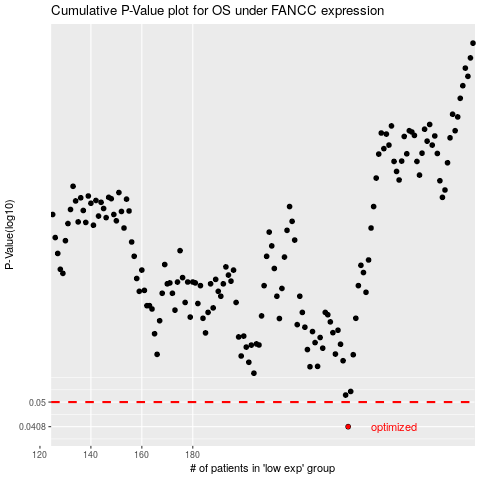 Cumulative P-Value plot for OS under FANCC expression
P-Value(log10)
0.05
0.0408
optimized
120 140 160 180
# of patients in 'low exp' group